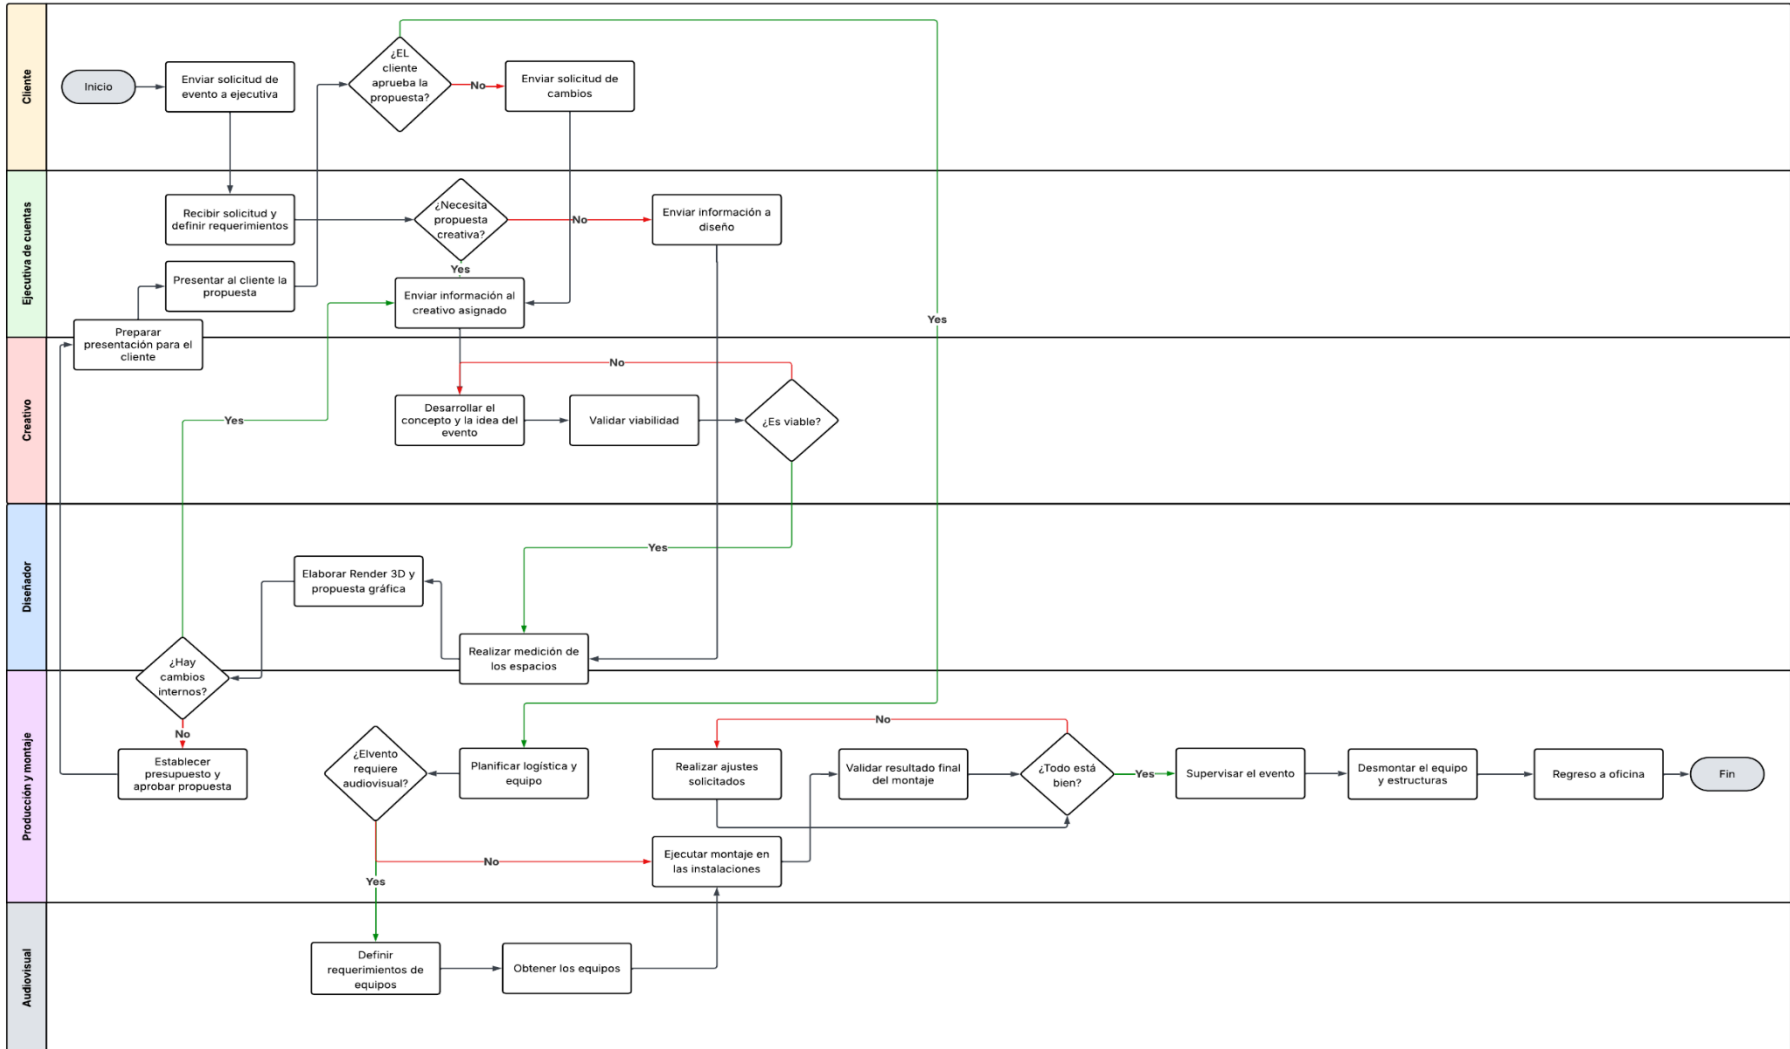 Cliente
Inicio
Enviar solicitud de
evento a ejecutiva
¿EL
cliente
aprueba la
propuesta?
No
Enviar solicitud de
cambios
Yes
Ejecutiva de cuentas
Recibir solicitud y
definir requerimientos
¿Necesita
propuesta
creativa?
No
Enviar información a
diseño
Yes
Presentar al cliente la
propuesta
Enviar información al
creativo asignado
Preparar
presentación para el
cliente
Creativo
No
Yes
Desarrollar el
concepto y la idea del
evento
Validar viabilidad
¿Es viable?
Diseñador
Yes
Elaborar Render 3D y
propuesta gráfica
Realizar medición de
los espacios
¿Hay
cambios
internos?
No
Producción y montaje
Establecer
presupuesto y
aprobar propuesta
¿Elvento
requiere
audiovisual?
Planificar logística y
equipo
No
Realizar ajustes
solicitados
Validar resultado final
del montaje
¿Todo está
bien?
Yes
Supervisar el evento
Desmontar el equipo
y estructuras
Regreso a oficina
Fin
No
Ejecutar montaje en
las instalaciones
Yes
Audiovisual
Definir
requerimientos de
equipos
Obtener los equipos